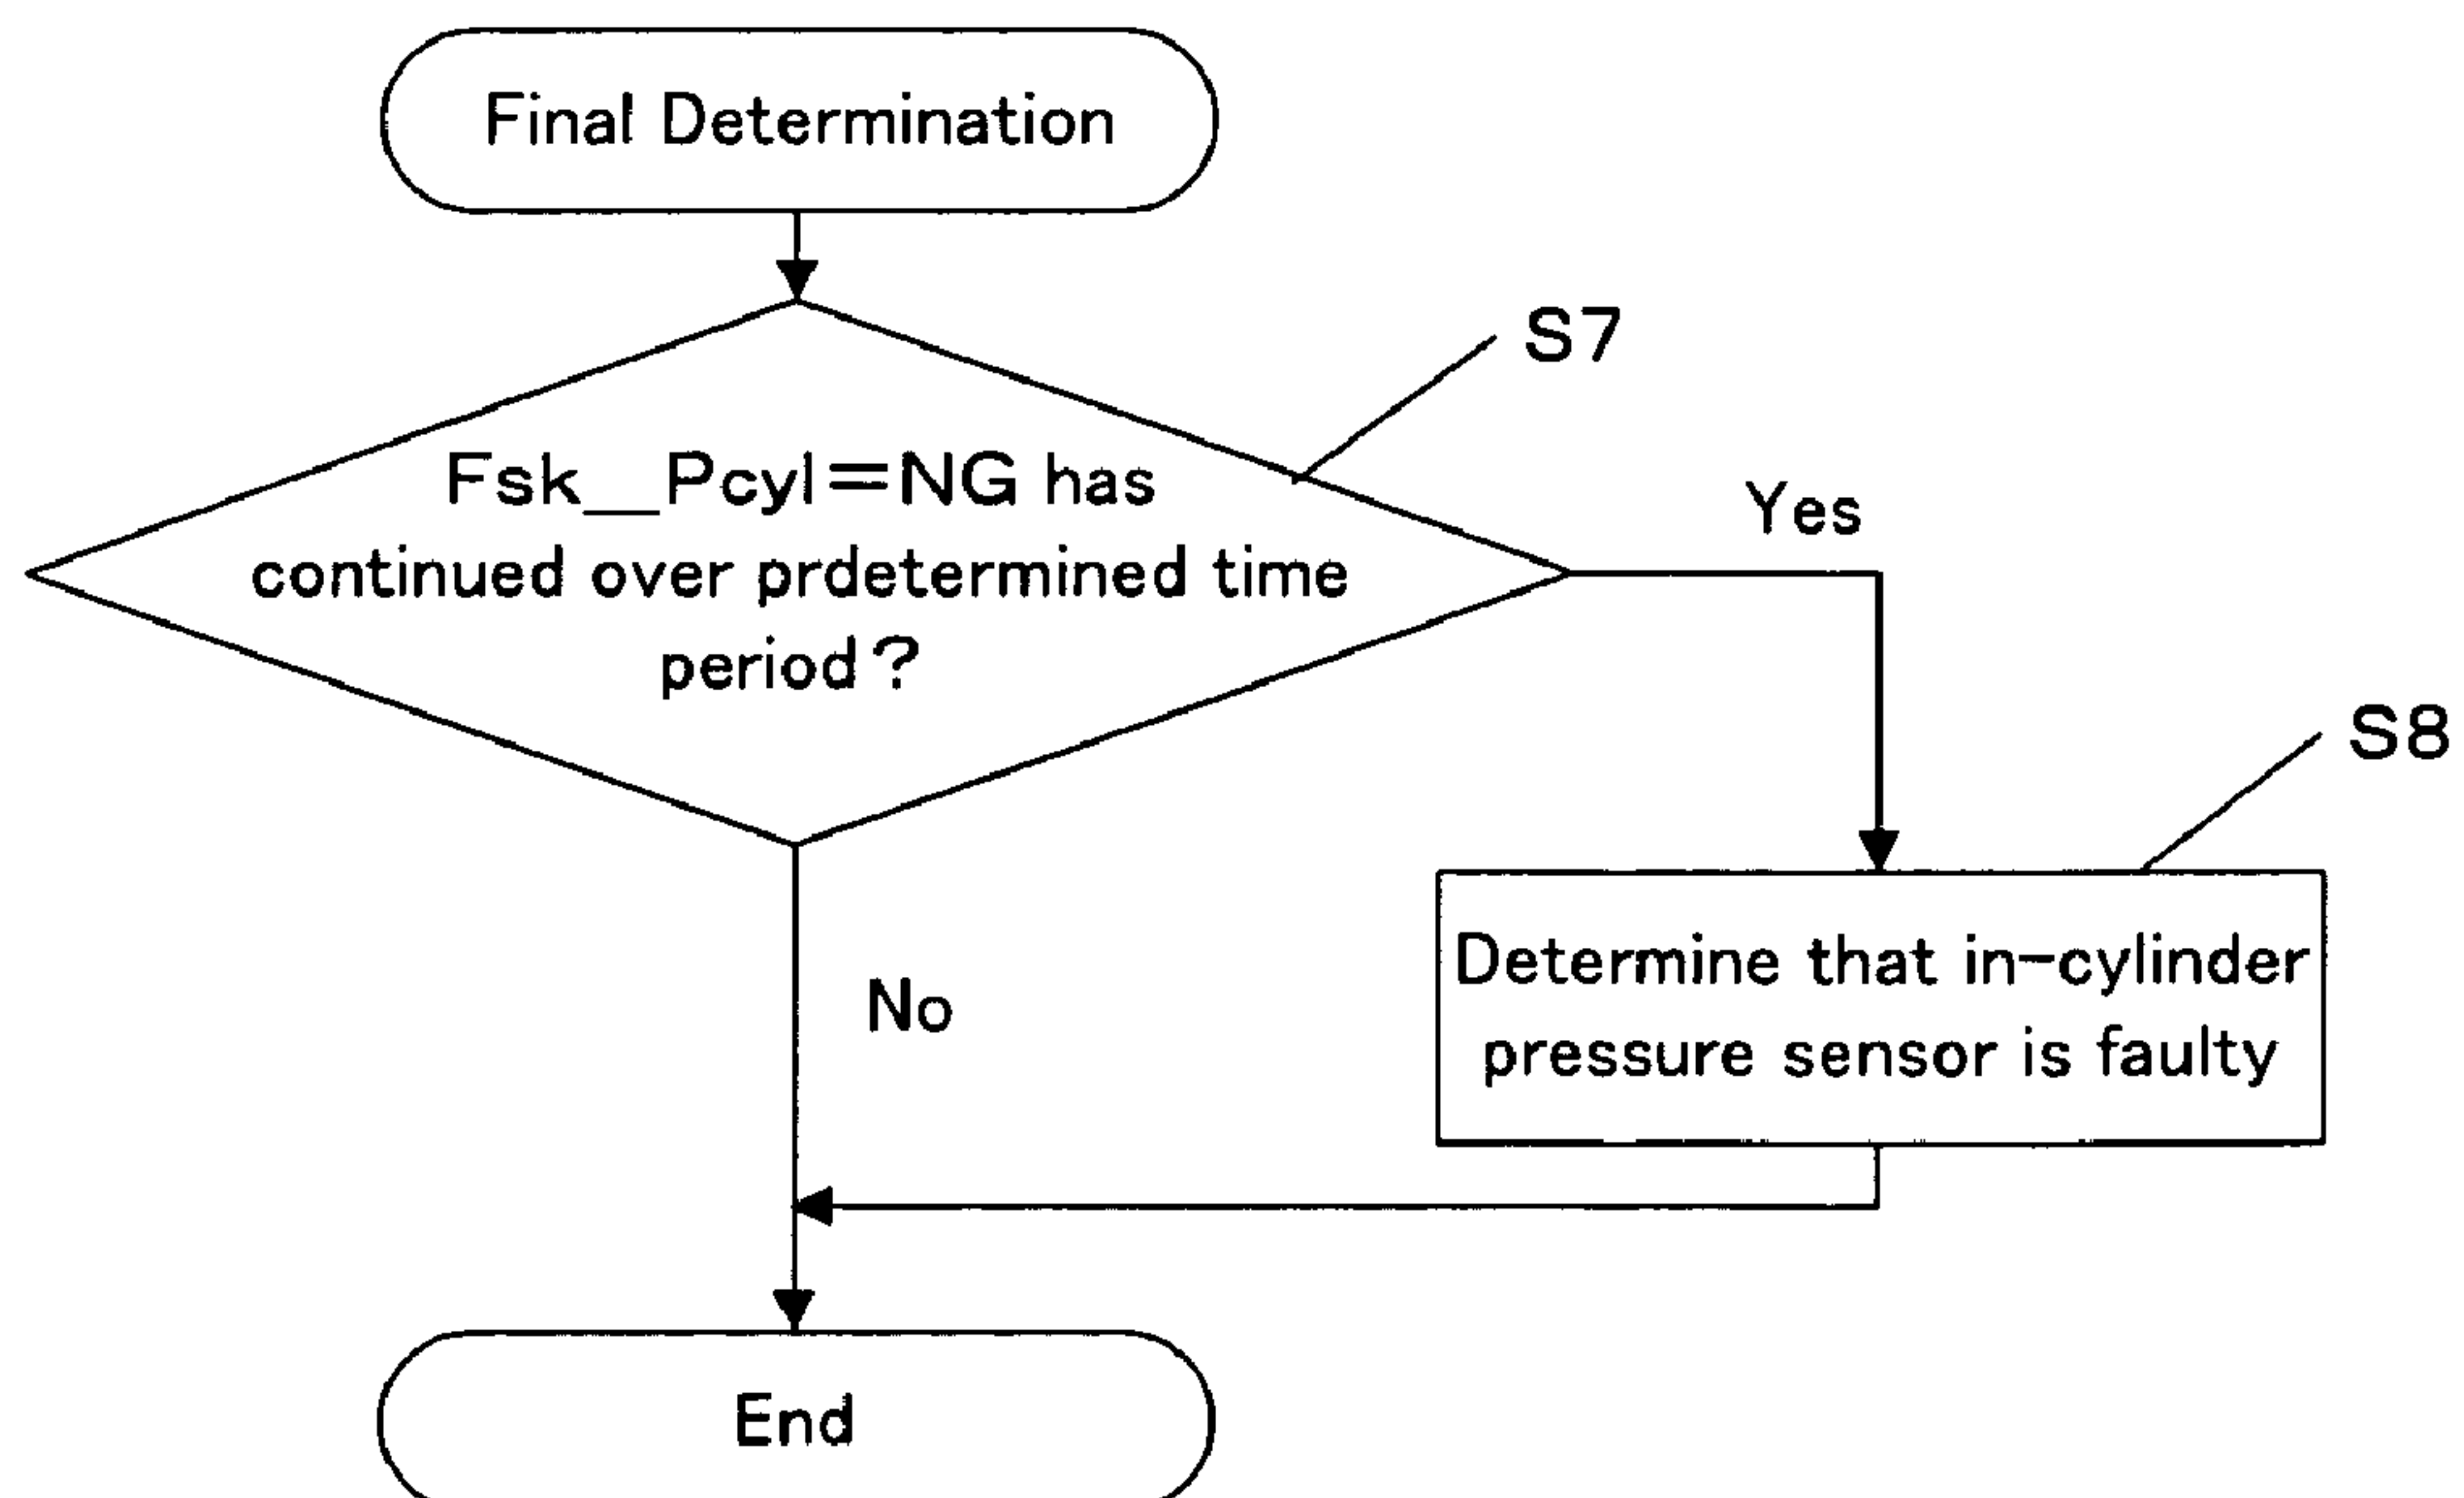 Final Determination
S7
Fsk__Pcyl=NG has
continued over prdetermined time
period?
Yes
S8
Determine that in-cylinder
pressure sensor is faulty
No
End